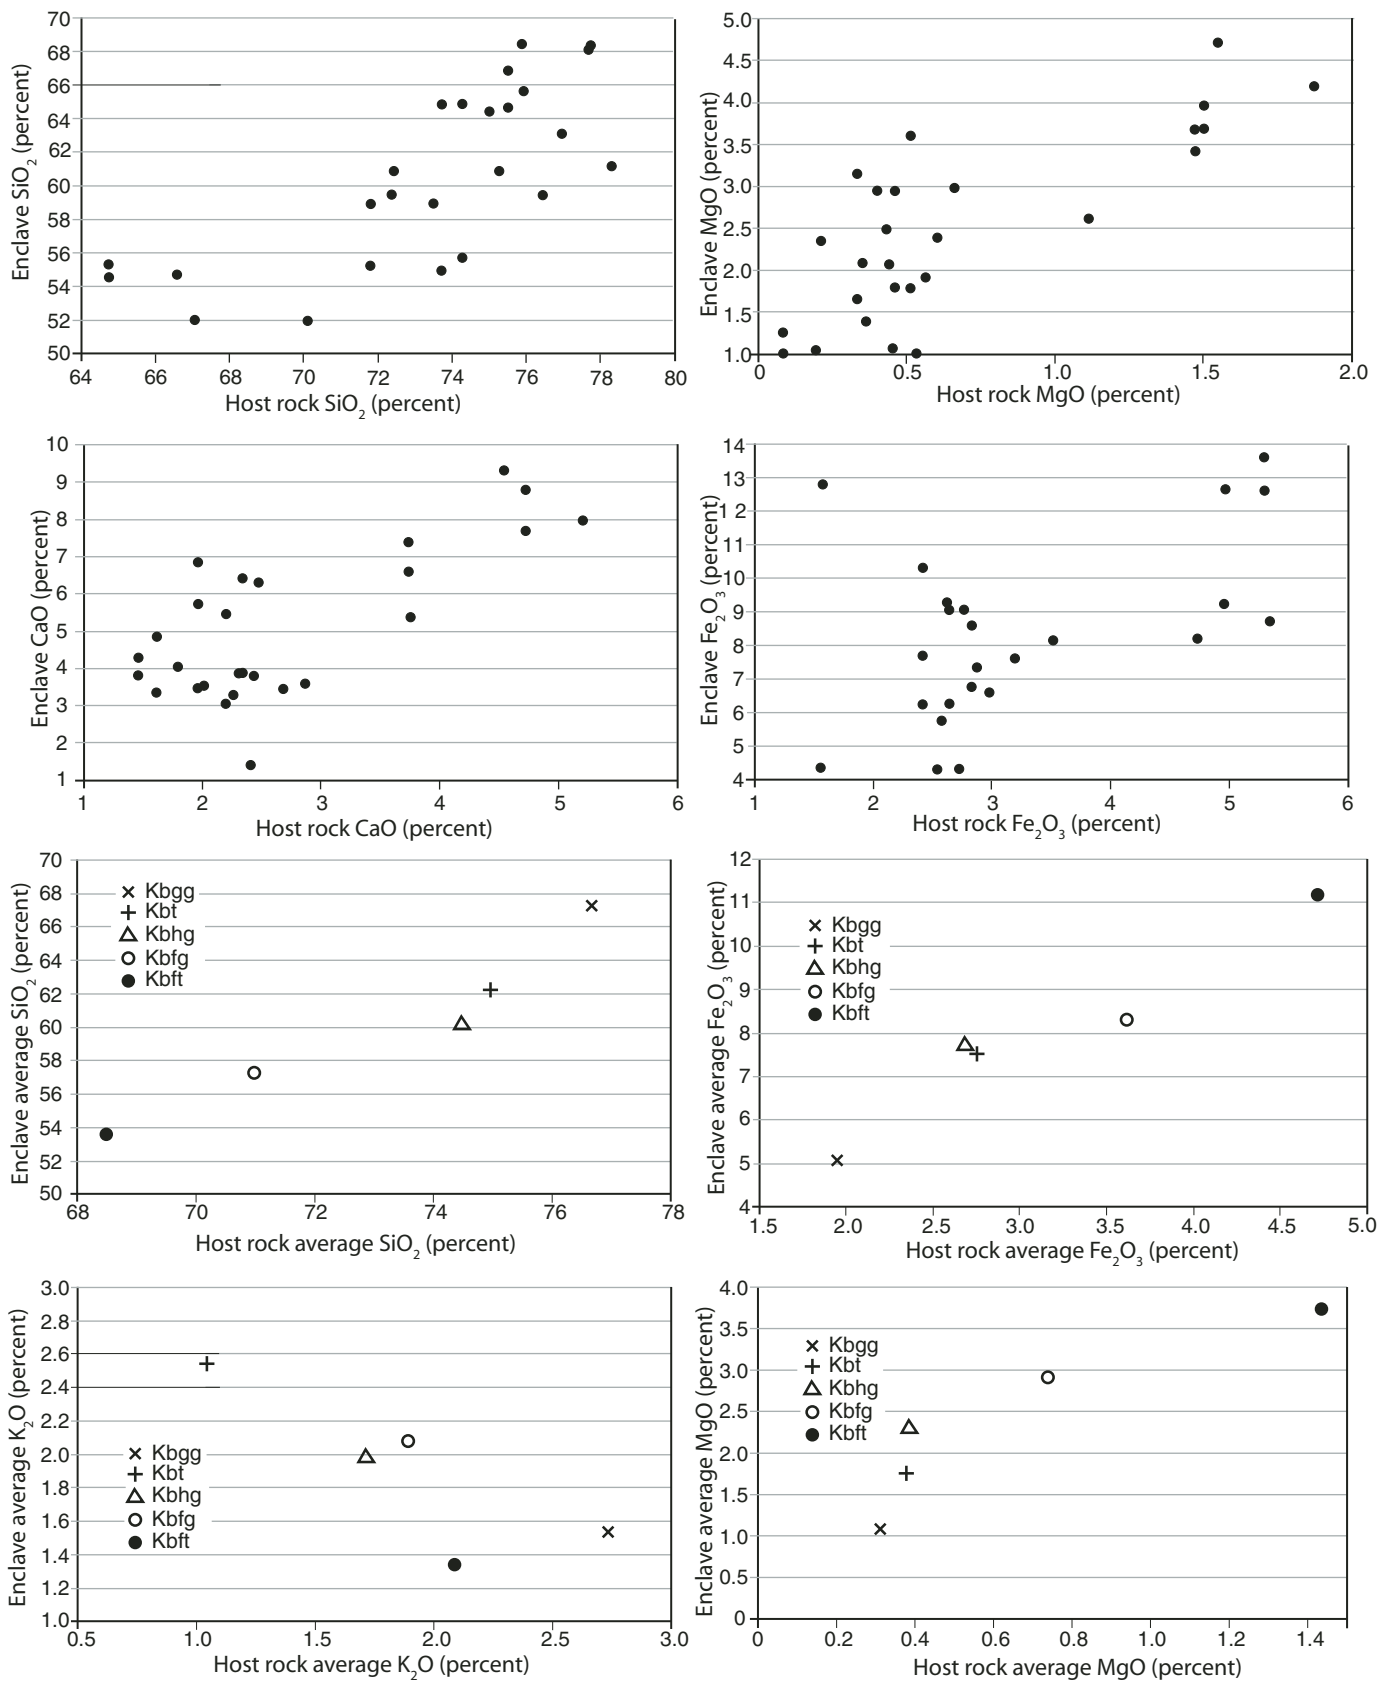 70
68
66
64
62
60
58
56
54
52
50
Enclave SiO₂ (percent)
64 66 68 70 72 74 76 78 80
Host rock SiO₂ (percent)
5.0
4.5
4.0
3.5
3.0
2.5
2.0
1.5
1.0
Enclave MgO (percent)
0 0.5 1.0 1.5 2.0
Host rock MgO (percent)
10
9
8
7
6
5
4
3
2
1
Enclave CaO (percent)
1 2 3 4 5 6
Host rock CaO (percent)
14
13
12
11
10
9
8
7
6
5
4
Enclave Fe₂O₃ (percent)
1 2 3 4 5 6
Host rock Fe₂O₃ (percent)
70
68
66
64
62
60
58
56
54
52
50
Enclave average SiO₂ (percent)
Kbgg
Kbt
Kbhg
Kbfg
Kbft
68 70 72 74 76 78
Host rock average SiO₂ (percent)
12
11
10
9
8
7
6
5
4
Enclave average Fe₂O₃ (percent)
Kbgg
Kbt
Kbhg
Kbfg
Kbft
1.5 2.0 2.5 3.0 3.5 4.0 4.5 5.0
Host rock average Fe₂O₃ (percent)
3.0
2.8
2.6
2.4
2.2
2.0
1.8
1.6
1.4
1.2
1.0
Enclave average K₂O (percent)
Kbgg
Kbt
Kbhg
Kbfg
Kbft
0.5 1.0 1.5 2.0 2.5 3.0
Host rock average K₂O (percent)
4.0
3.5
3.0
2.5
2.0
1.5
1.0
0.5
0
Enclave average MgO (percent)
Kbgg
Kbt
Kbhg
Kbfg
Kbft
0 0.2 0.4 0.6 0.8 1.0 1.2 1.4
Host rock average MgO (percent)